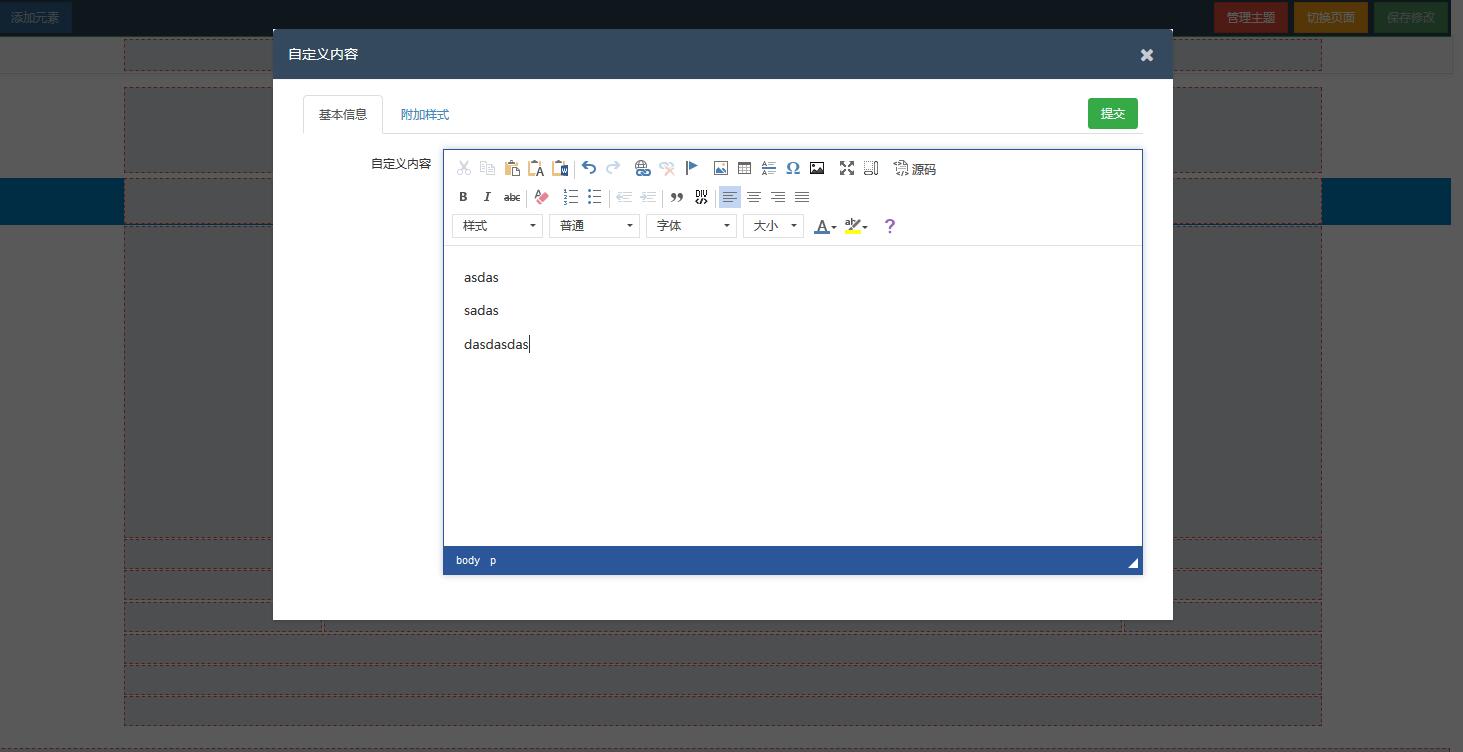 添加元素
管理主题 切换页面 保存修改
自定义内容
基本信息 附加样式 提交
自定义内容
源码
B I abc
DIV
样式 普通 字体 大小 A ab ?
asdas
sadas
dasdasdas
body p